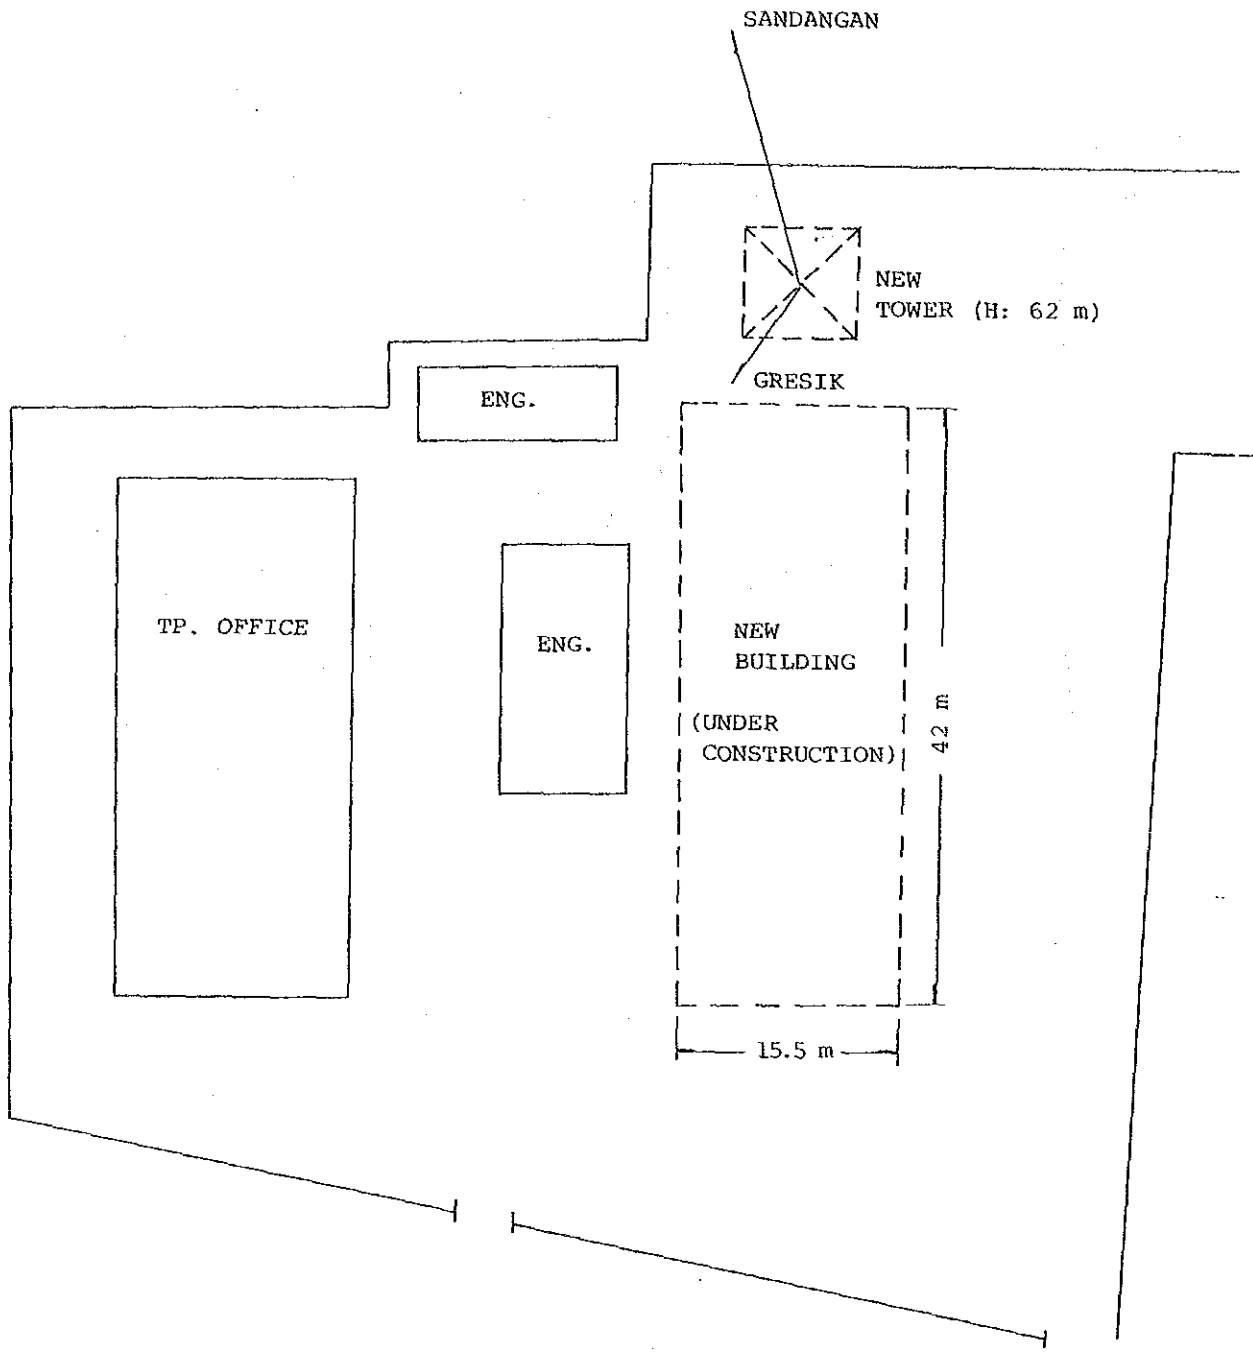 SANDANGAN
NEW
TOWER (H: 62 m)
GRESIK
ENG.
TP. OFFICE
ENG.
NEW
BUILDING
(UNDER
CONSTRUCTION)
42 m
15.5 m